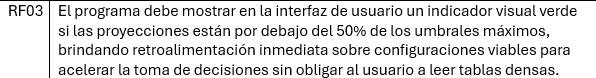 RF03 El programa debe mostrar en la interfaz de usuario un indicador visual verde
si las proyecciones están por debajo del 50% de los umbrales máximos,
brindando retroalimentación inmediata sobre configuraciones viables para
acelerar la toma de decisiones sin obligar al usuario a leer tablas densas.